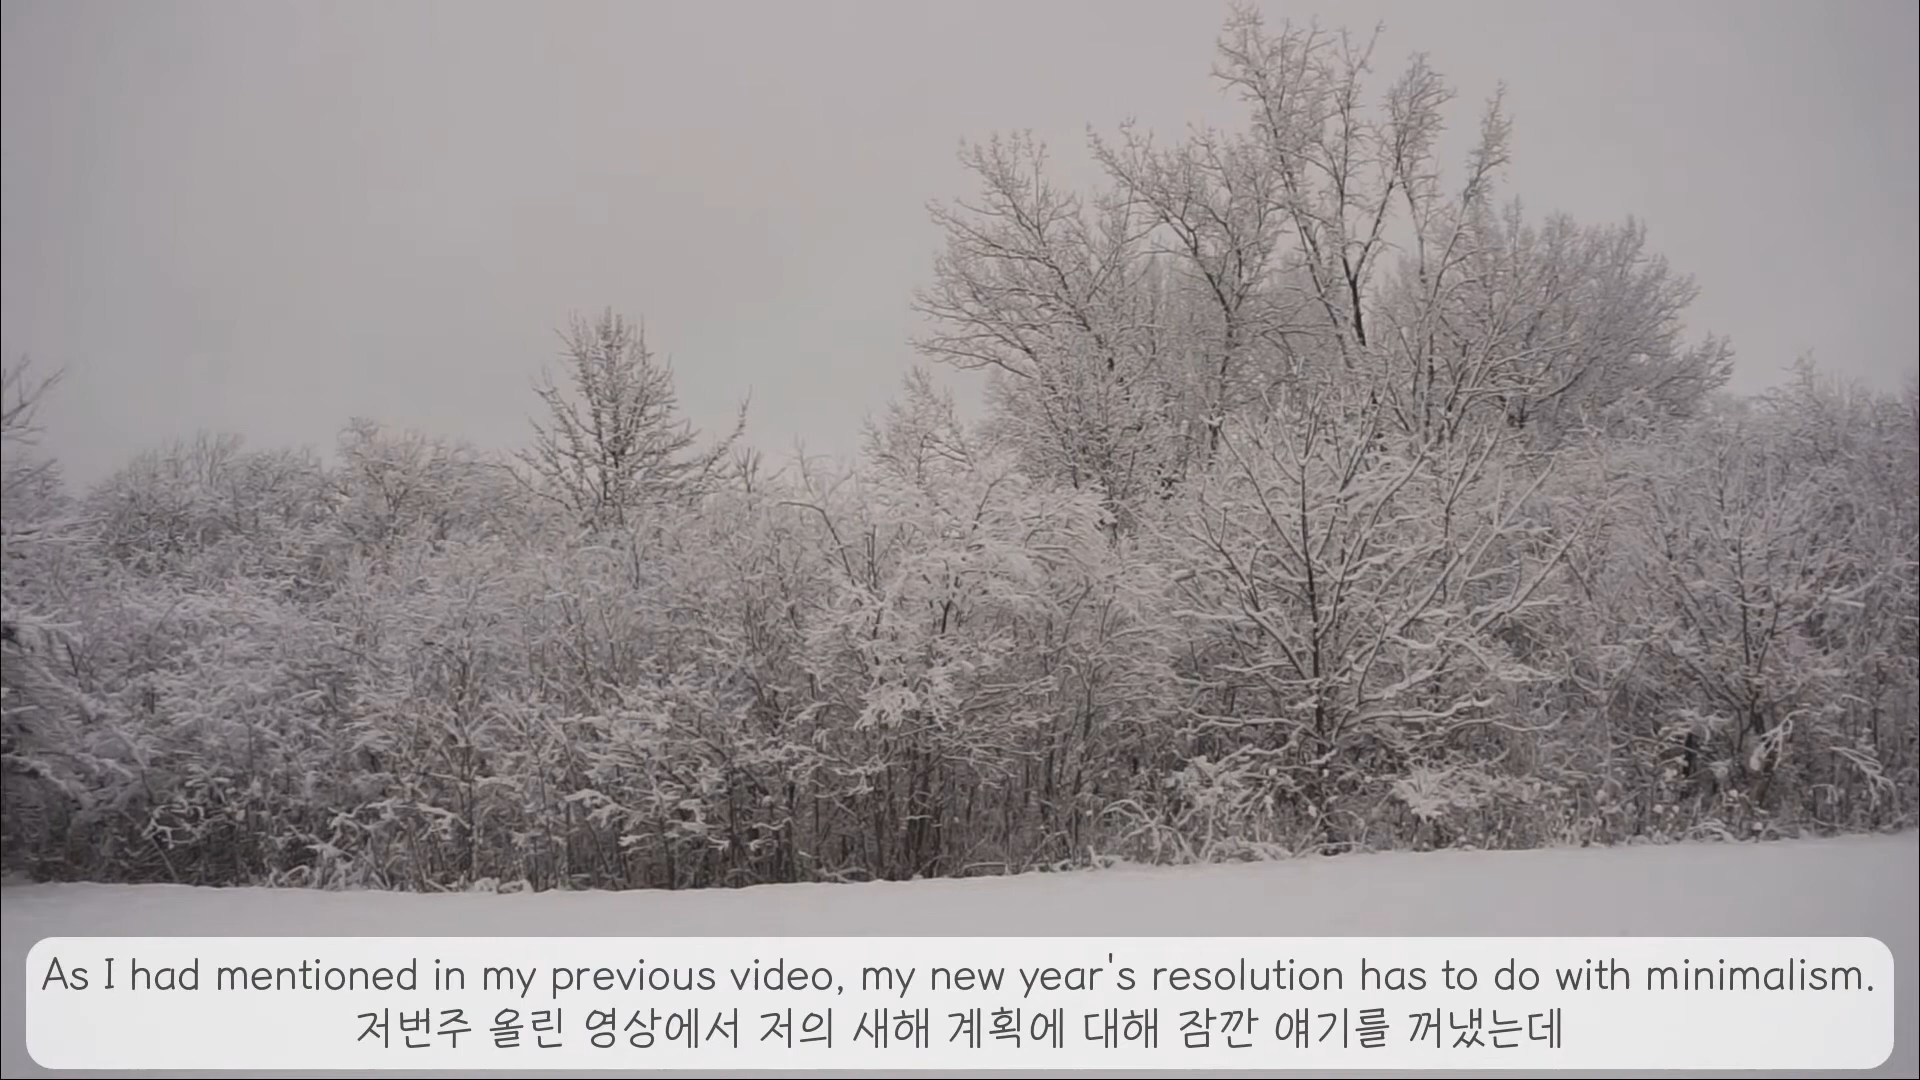 As I had mentioned in my previous video, my new year's resolution has to do with minimalism.
저번주 올린 영상에서 저의 새해 계획에 대해 잠깐 얘기를 꺼냈는데